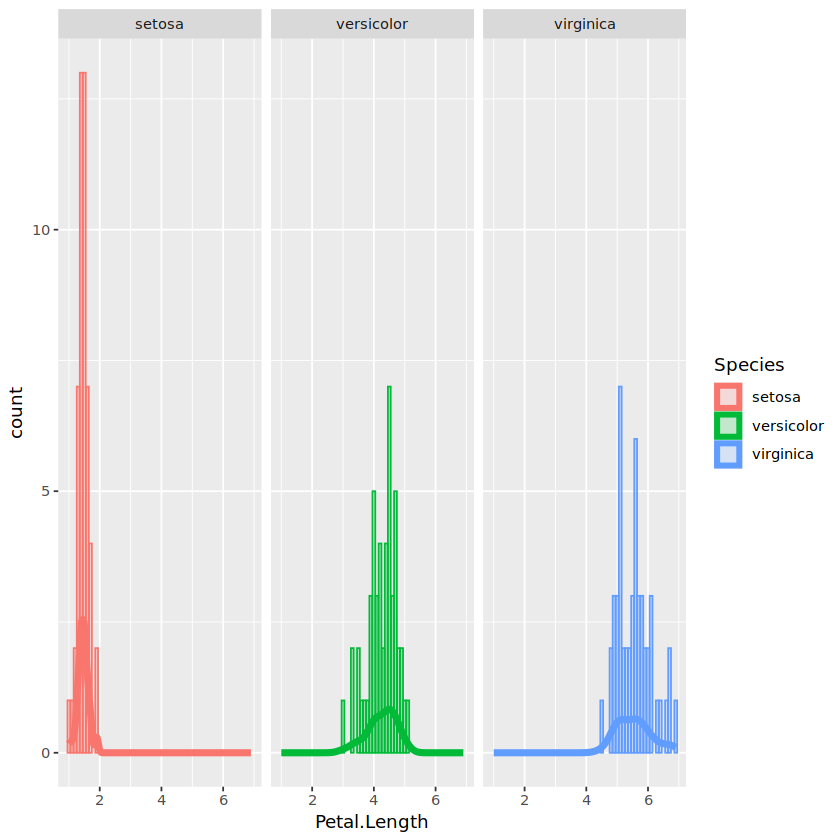 setosa
versicolor
virginica
10
5
0
count
2 4 6
2 4 6
2 4 6
Petal.Length
Species
setosa
versicolor
virginica